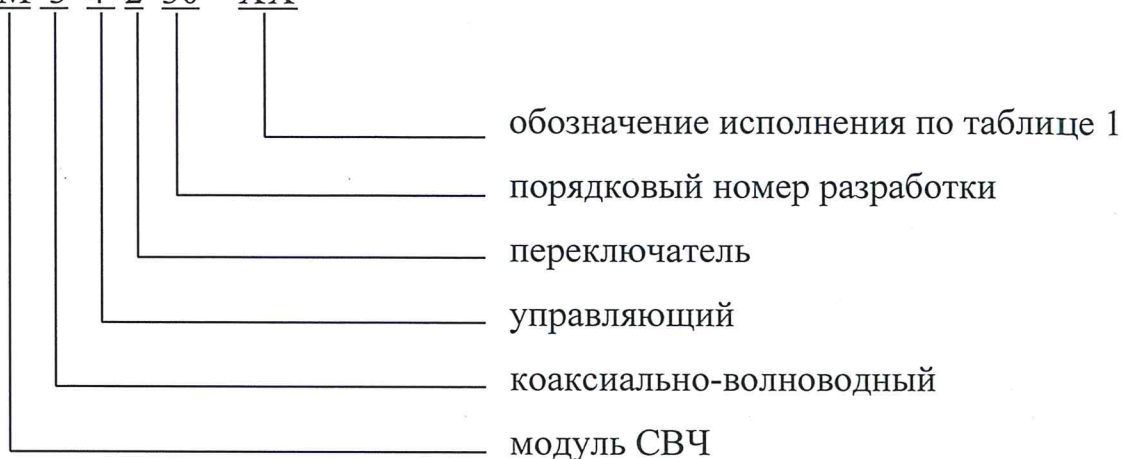 обозначение исполнения по таблице 1
порядковый номер разработки
переключатель
управляющий
коаксиально-волноводный
модуль СВЧ